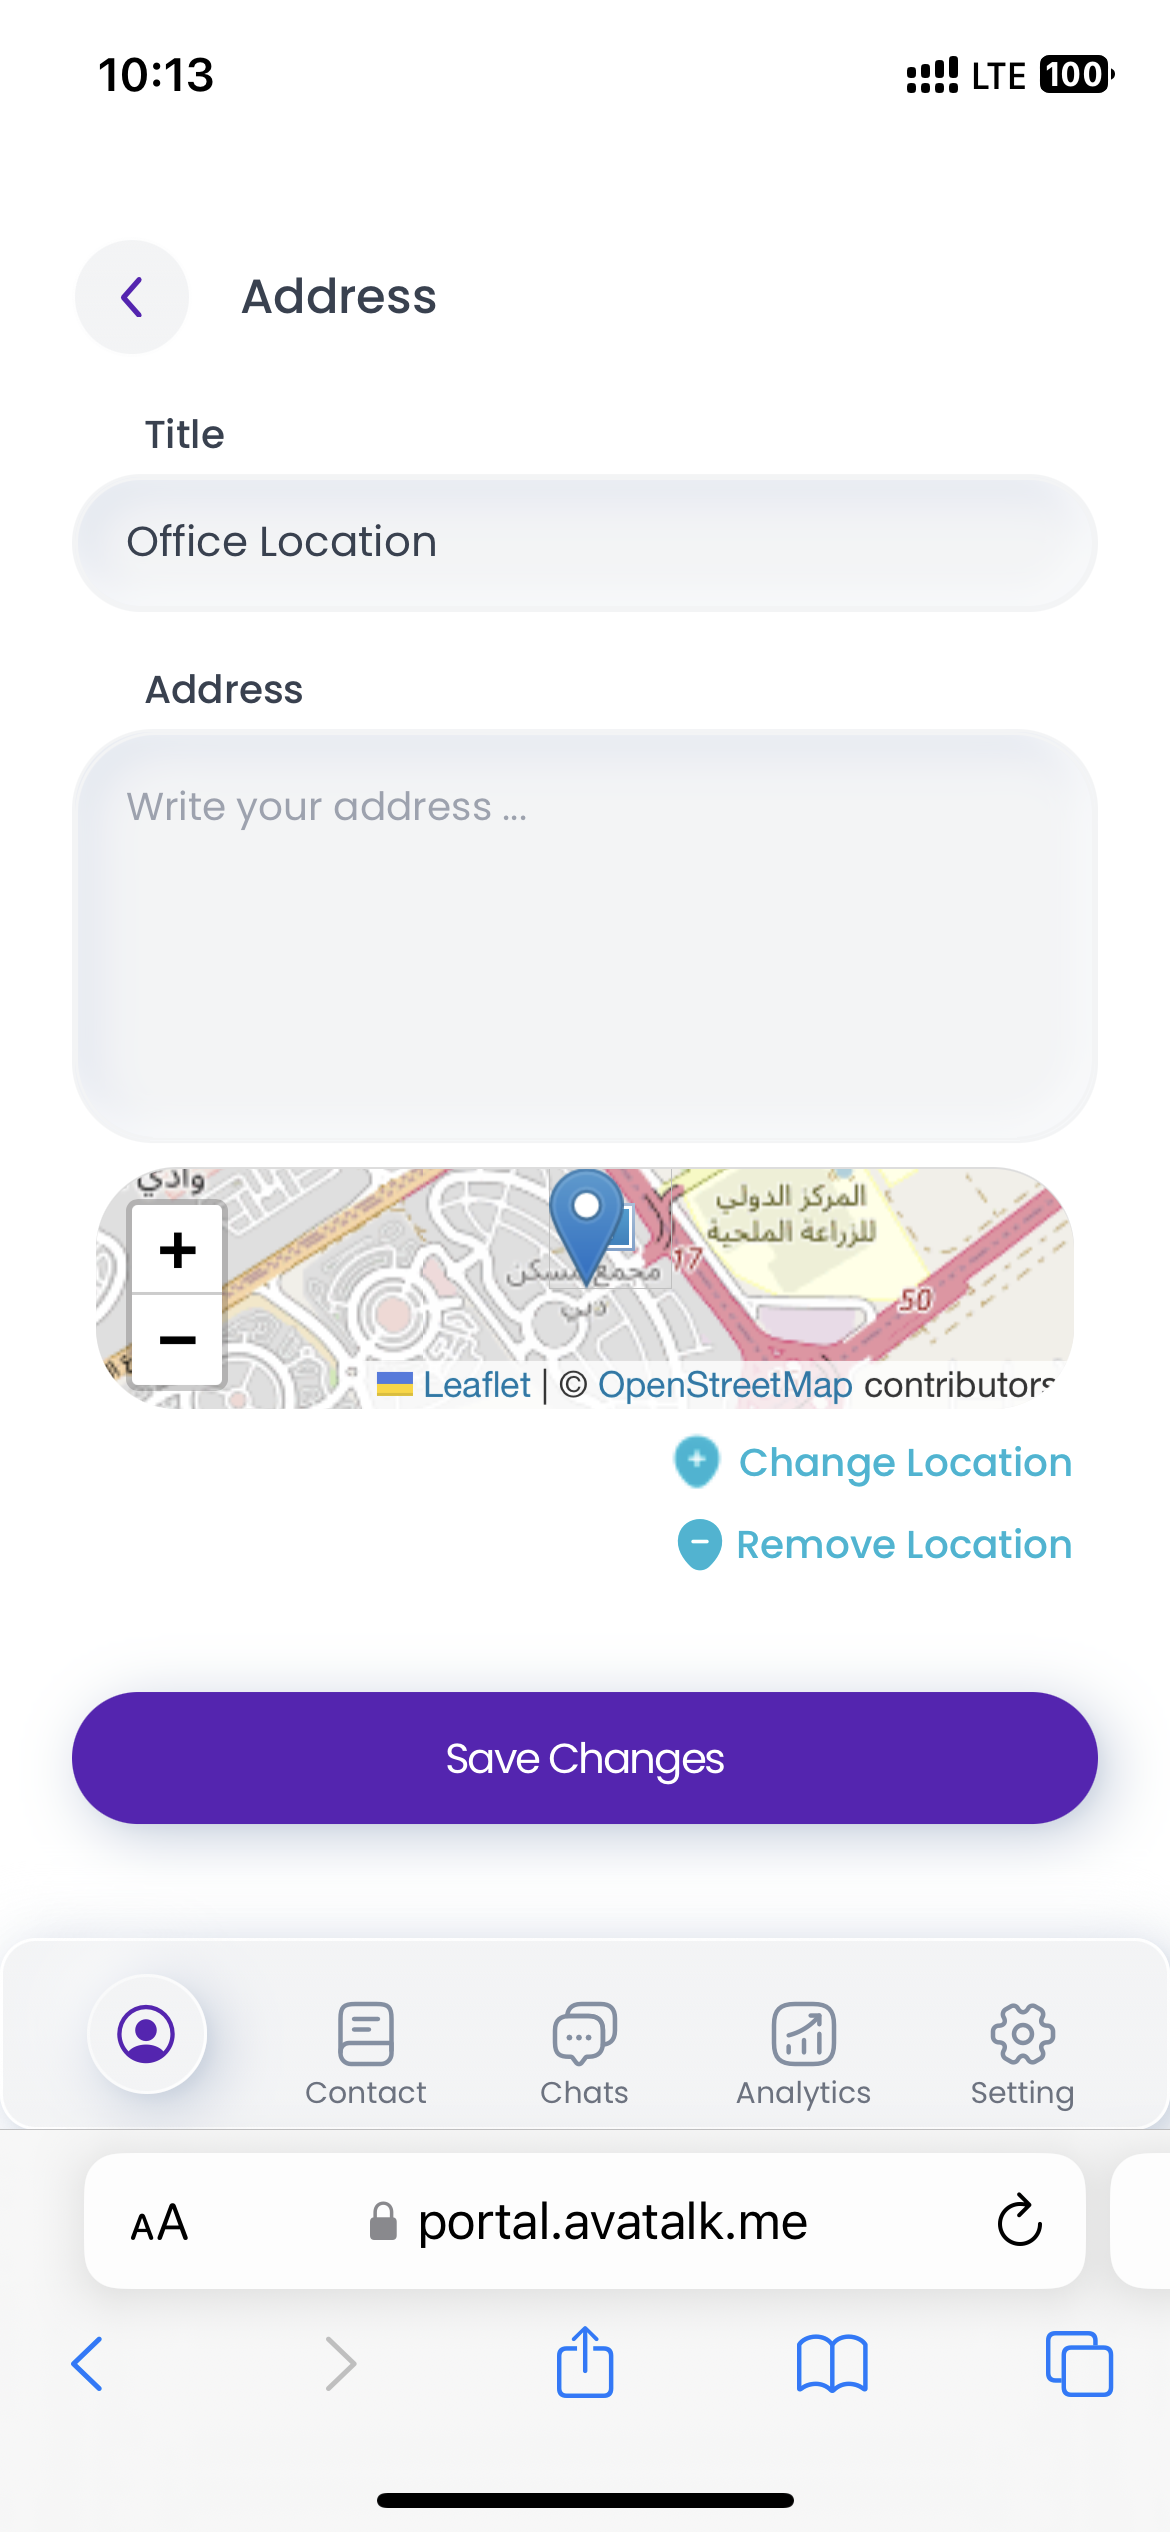 10:13
LTE 100
Address
Title
Office Location
Address
Write your address ...
وادي
المركز الدولي
للزراعة الملحية
17
مجمع مسكن
دبي
50
+
−
Leaflet | © OpenStreetMap contributors
Change Location
Remove Location
Save Changes
Contact
Chats
Analytics
Setting
AA portal.avatalk.me